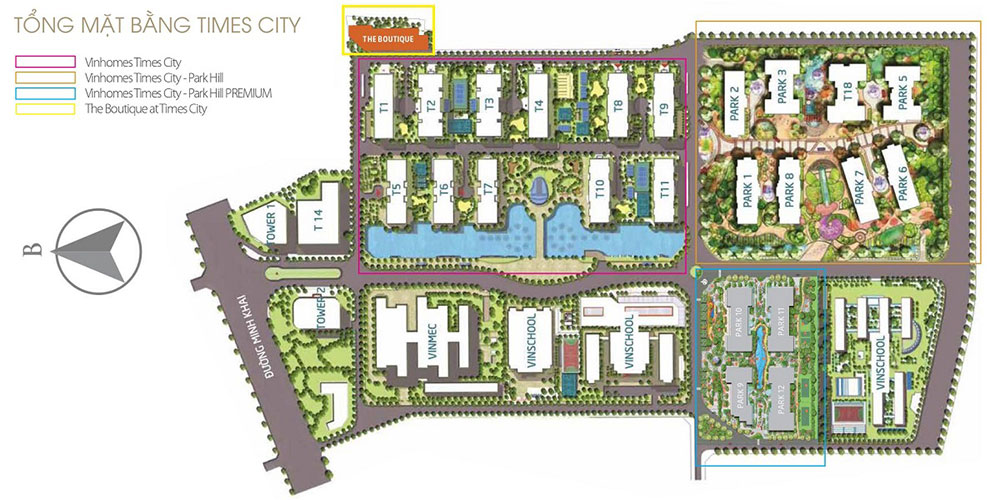 TỔNG MẶT BẰNG TIMES CITY
Vinhomes Times City
Vinhomes Times City - Park Hill
Vinhomes Times City - Park Hill PREMIUM
The Boutique at Times City
THE BOUTIQUE
T1
T2
T3
T4
T8
T9
T5
T6
T7
T10
T11
PARK 2
PARK 3
T18
PARK 5
PARK 1
PARK 8
PARK 7
PARK 6
B
TOWER 1
T 14
TOWER 2
ĐƯỜNG MINH KHAI
VINMEC
VINSCHOOL
VINSCHOOL
PARK 10
PARK 11
PARK 9
PARK 12
VINSCHOOL